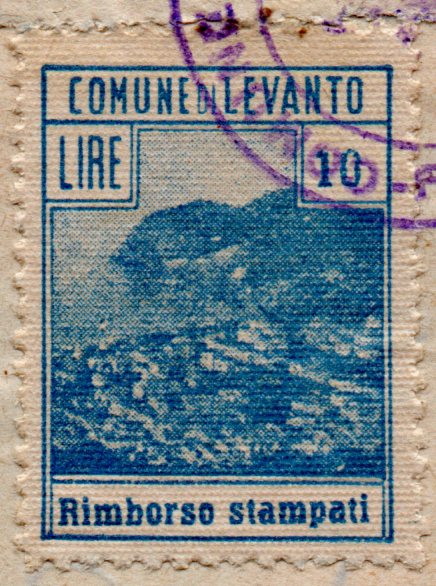 COMUNE DI LEVANTO
LIRE 10
Rimborso stampati